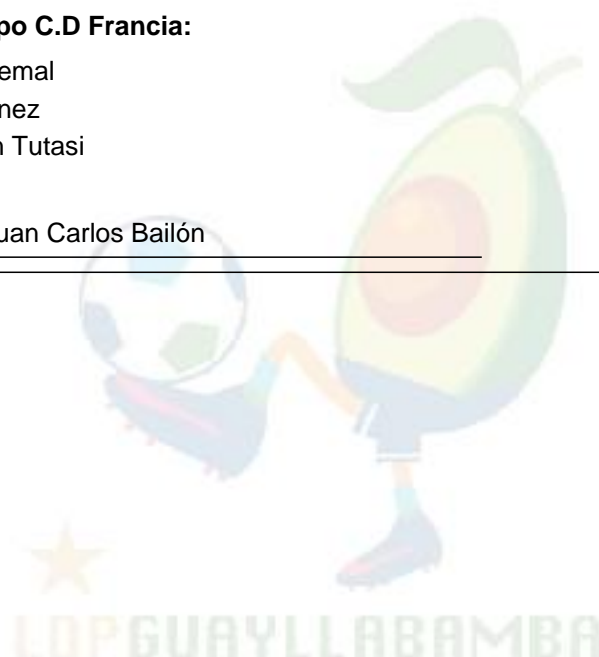 po C.D Francia:
emal
nez
n Tutasi
uan Carlos Bailón
LDPGUAYLLABAMBA